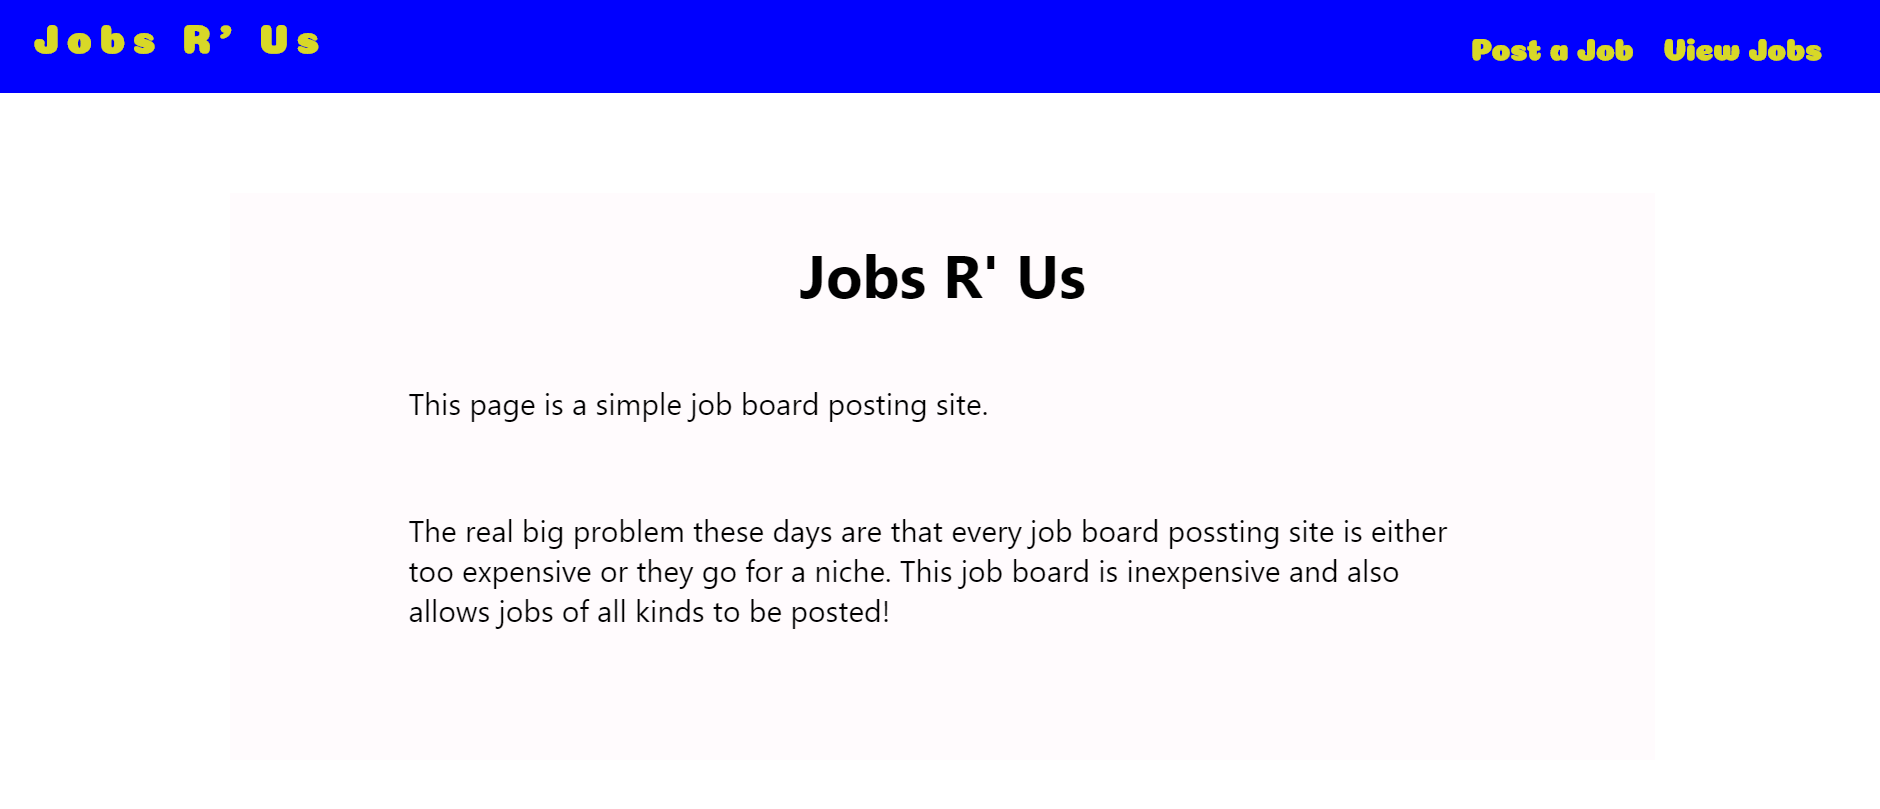 Jobs R’ Us
Post a Job
View Jobs
Jobs R' Us
This page is a simple job board posting site.
The real big problem these days are that every job board possting site is either
too expensive or they go for a niche. This job board is inexpensive and also
allows jobs of all kinds to be posted!